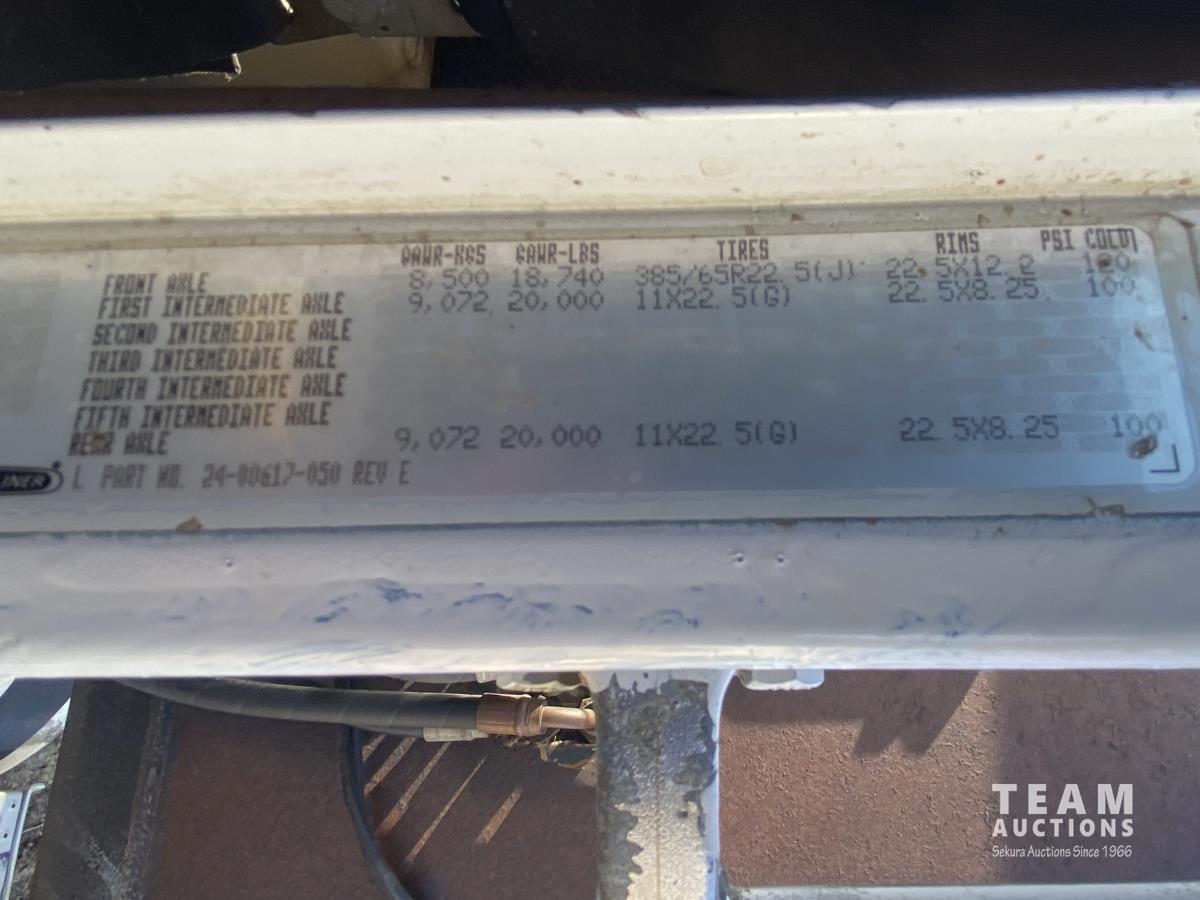 GAWR-KGS GAWR-LBS TIRES RIMS PSI COLD
FRONT AXLE 8,500 18,740 385/65R22.5(J) 22.5X12.2 120
FIRST INTERMEDIATE AXLE 9,072 20,000 11X22.5(G) 22.5X8.25 100
SECOND INTERMEDIATE AXLE
THIRD INTERMEDIATE AXLE
FOURTH INTERMEDIATE AXLE
FIFTH INTERMEDIATE AXLE
REAR AXLE 9,072 20,000 11X22.5(G) 22.5X8.25 100
LINER L PART NO. 24-00617-050 REV E
TEAM
AUCTIONS
Sekura Auctions Since 1966